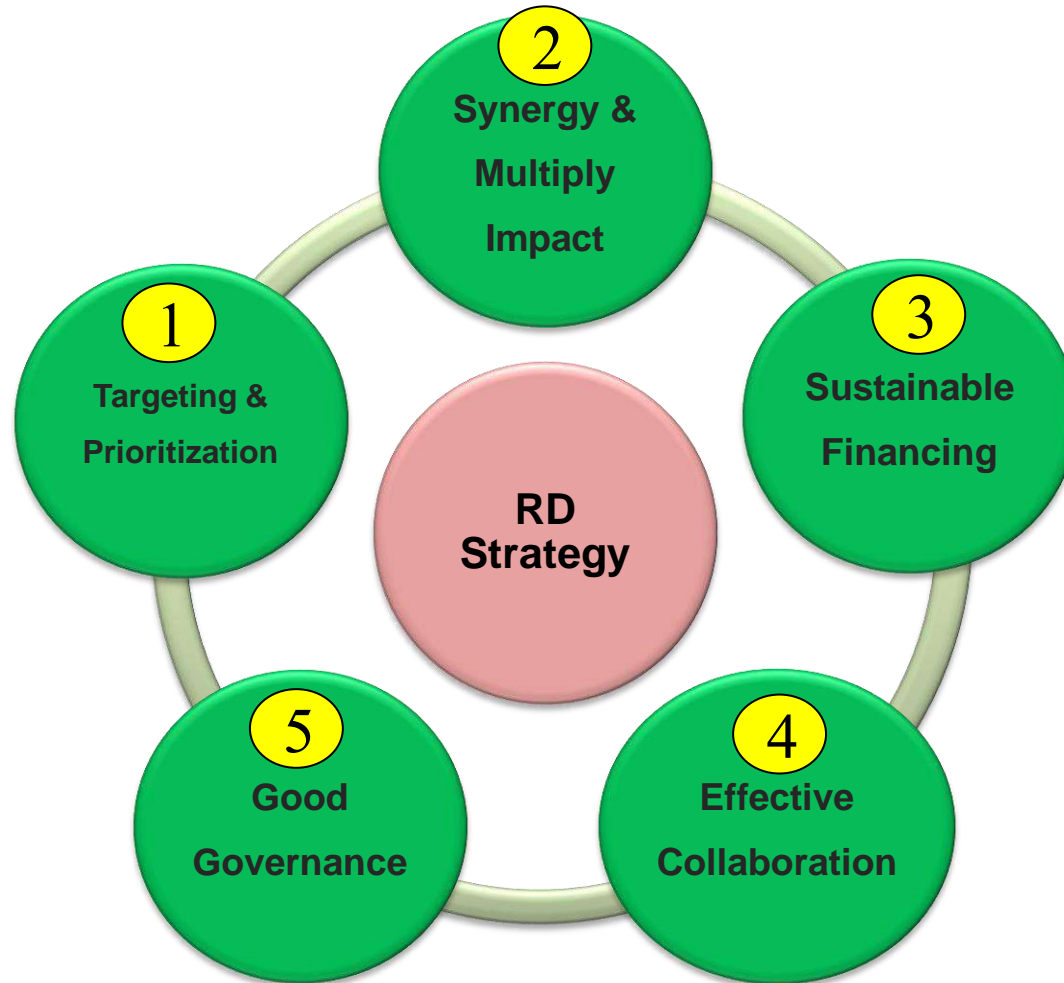 1
Targeting &
Prioritization
2
Synergy &
Multiply
Impact
3
Sustainable
Financing
4
Effective
Collaboration
5
Good
Governance
RD
Strategy